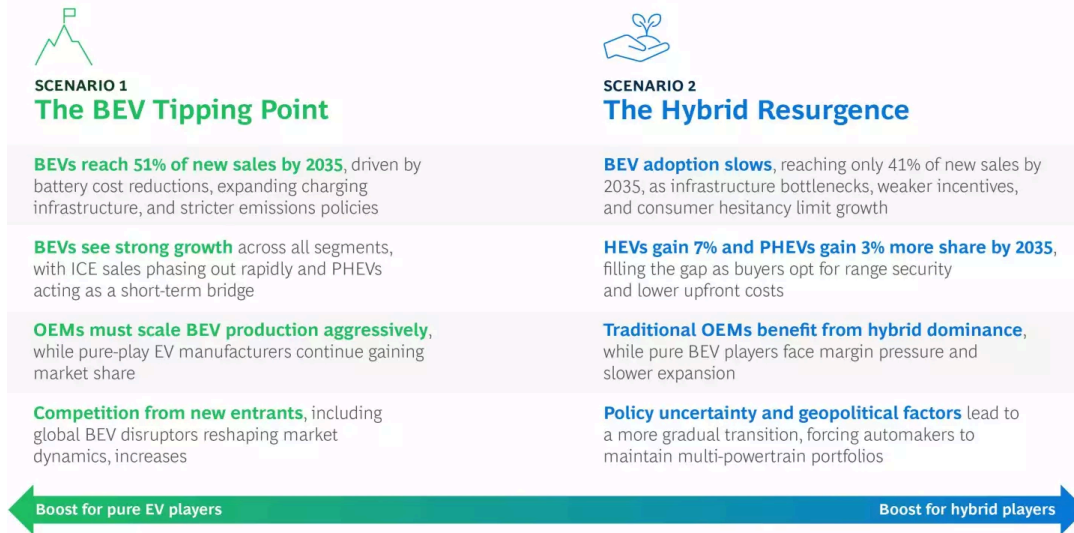 SCENARIO 1
The BEV Tipping Point
BEVs reach 51% of new sales by 2035, driven by
battery cost reductions, expanding charging
infrastructure, and stricter emissions policies
BEVs see strong growth across all segments,
with ICE sales phasing out rapidly and PHEVs
acting as a short-term bridge
OEMs must scale BEV production aggressively,
while pure-play EV manufacturers continue gaining
market share
Competition from new entrants, including
global BEV disruptors reshaping market
dynamics, increases
SCENARIO 2
The Hybrid Resurgence
BEV adoption slows, reaching only 41% of new sales by
2035, as infrastructure bottlenecks, weaker incentives,
and consumer hesitancy limit growth
HEVs gain 7% and PHEVs gain 3% more share by 2035,
filling the gap as buyers opt for range security
and lower upfront costs
Traditional OEMs benefit from hybrid dominance,
while pure BEV players face margin pressure and
slower expansion
Policy uncertainty and geopolitical factors lead to
a more gradual transition, forcing automakers to
maintain multi-powertrain portfolios
Boost for pure EV players
Boost for hybrid players